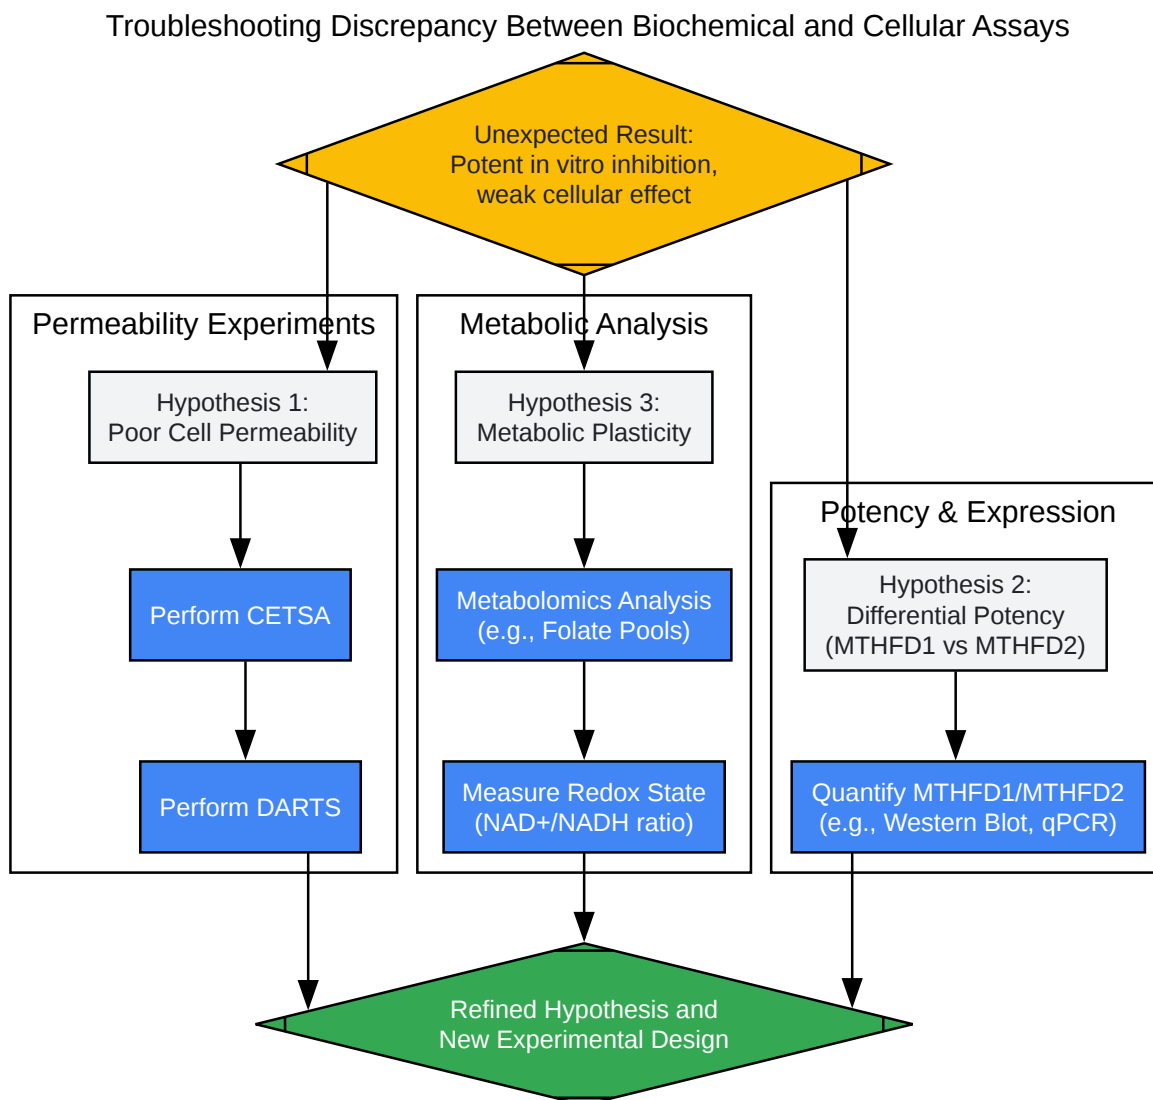 Troubleshooting Discrepancy Between Biochemical and Cellular Assays
Unexpected Result:
Potent in vitro inhibition,
weak cellular effect
Permeability Experiments
Hypothesis 1:
Poor Cell Permeability
Perform CETSA
Perform DARTS
Metabolic Analysis
Hypothesis 3:
Metabolic Plasticity
Metabolomics Analysis
(e.g., Folate Pools)
Measure Redox State
(NAD+/NADH ratio)
Potency & Expression
Hypothesis 2:
Differential Potency
(MTHFD1 vs MTHFD2)
Quantify MTHFD1/MTHFD2
(e.g., Western Blot, qPCR)
Refined Hypothesis and
New Experimental Design